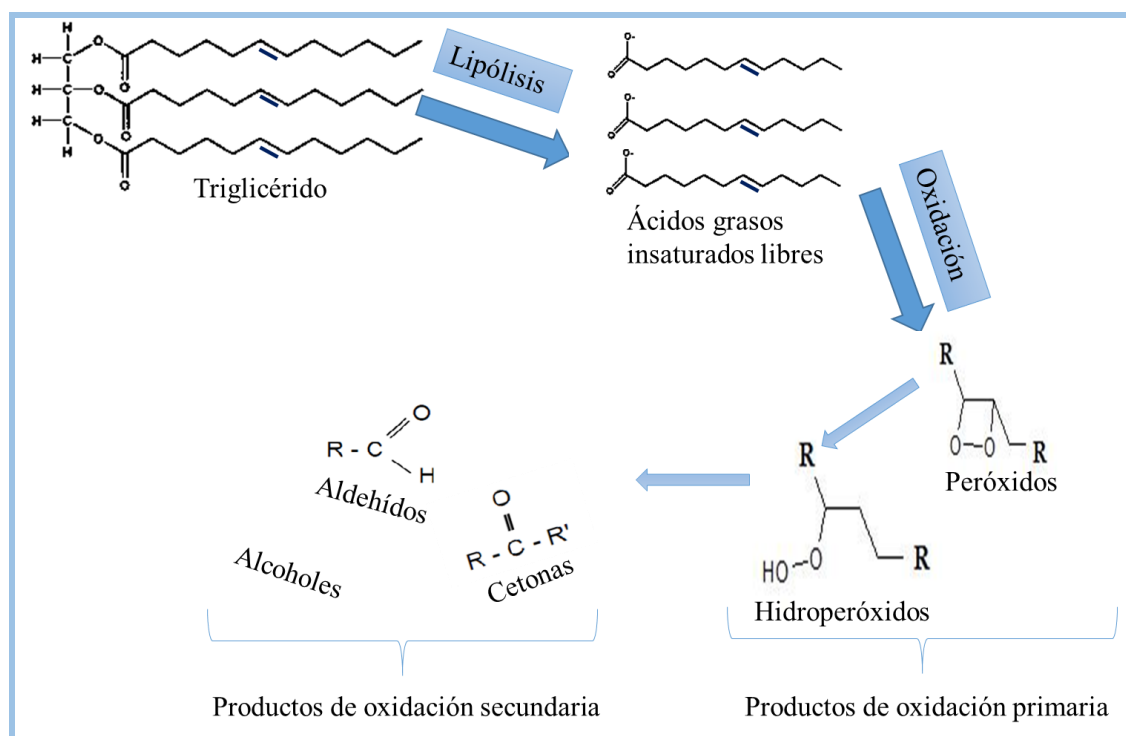 Lipólisis
Triglicérido
Ácidos grasos
insaturados libres
Oxidación
Peróxidos
Hidroperóxidos
Aldehídos
Cetonas
Alcoholes
Productos de oxidación secundaria
Productos de oxidación primaria
H
H
C
O
O
H
C
O
O
H
C
O
H
O
O-
O
O-
O
O-
O
R
O
O
R
R
HO
O
R
O
R - C
H
O
R - C - R'